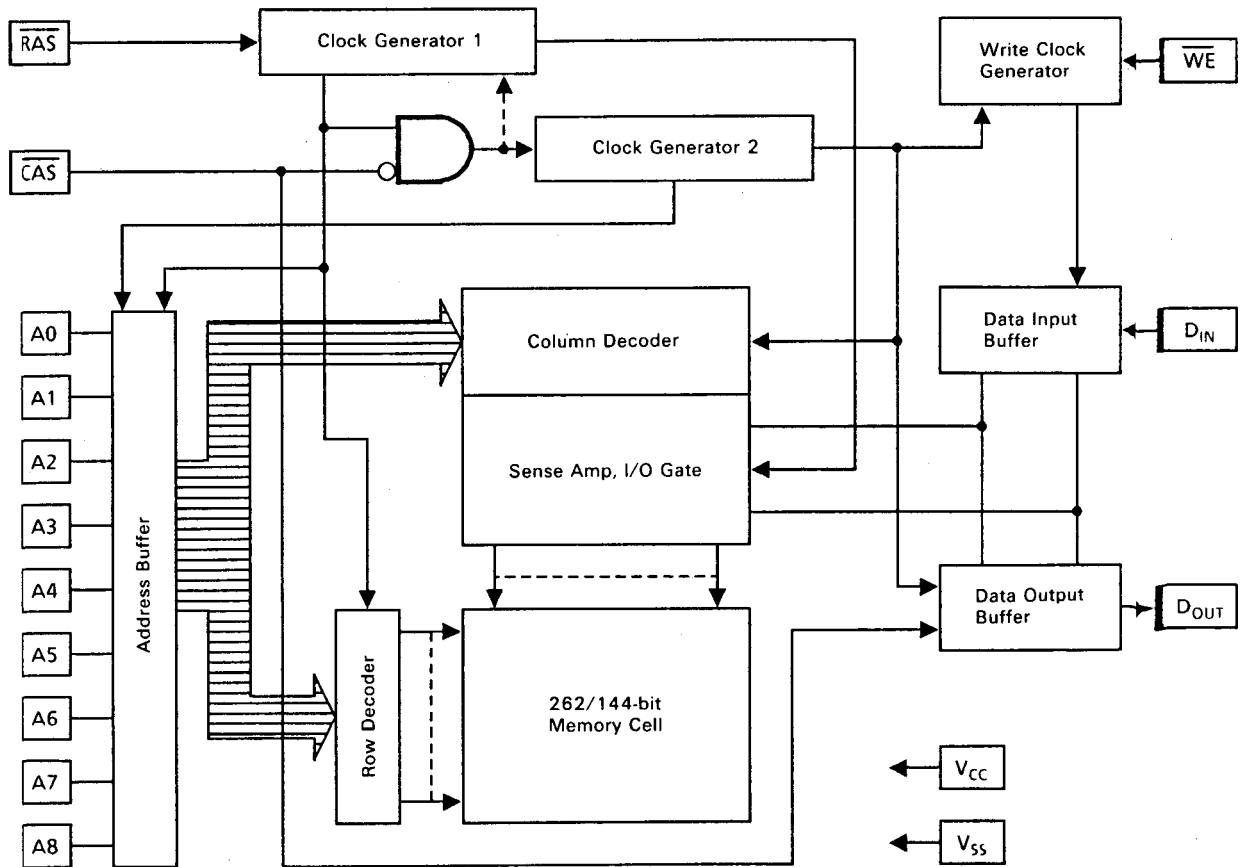 RAS
Clock Generator 1
Write Clock
Generator
WE
CAS
Clock Generator 2
A0
A1
A2
A3
A4
A5
A6
A7
A8
Address Buffer
Column Decoder
Sense Amp, I/O Gate
Data Input
Buffer
DIN
Row Decoder
262/144-bit
Memory Cell
Data Output
Buffer
DOUT
VCC
VSS